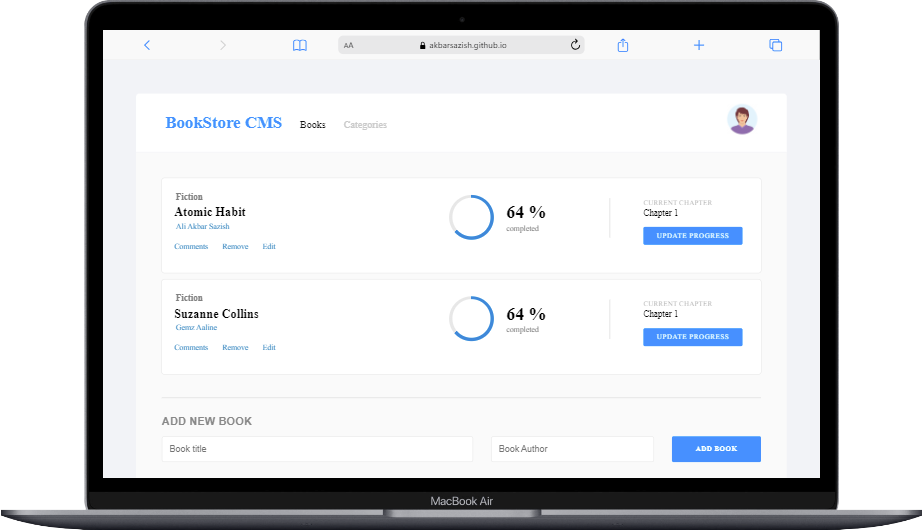 AA akbarsazish.github.io
BookStore CMS Books Categories
Fiction
Atomic Habit
Ali Akbar Sazish
Comments Remove Edit
64 %
completed
CURRENT CHAPTER
Chapter 1
UPDATE PROGRESS
Fiction
Suzanne Collins
Gemz Aaline
Comments Remove Edit
64 %
completed
CURRENT CHAPTER
Chapter 1
UPDATE PROGRESS
ADD NEW BOOK
Book title Book Author ADD BOOK
MacBook Air